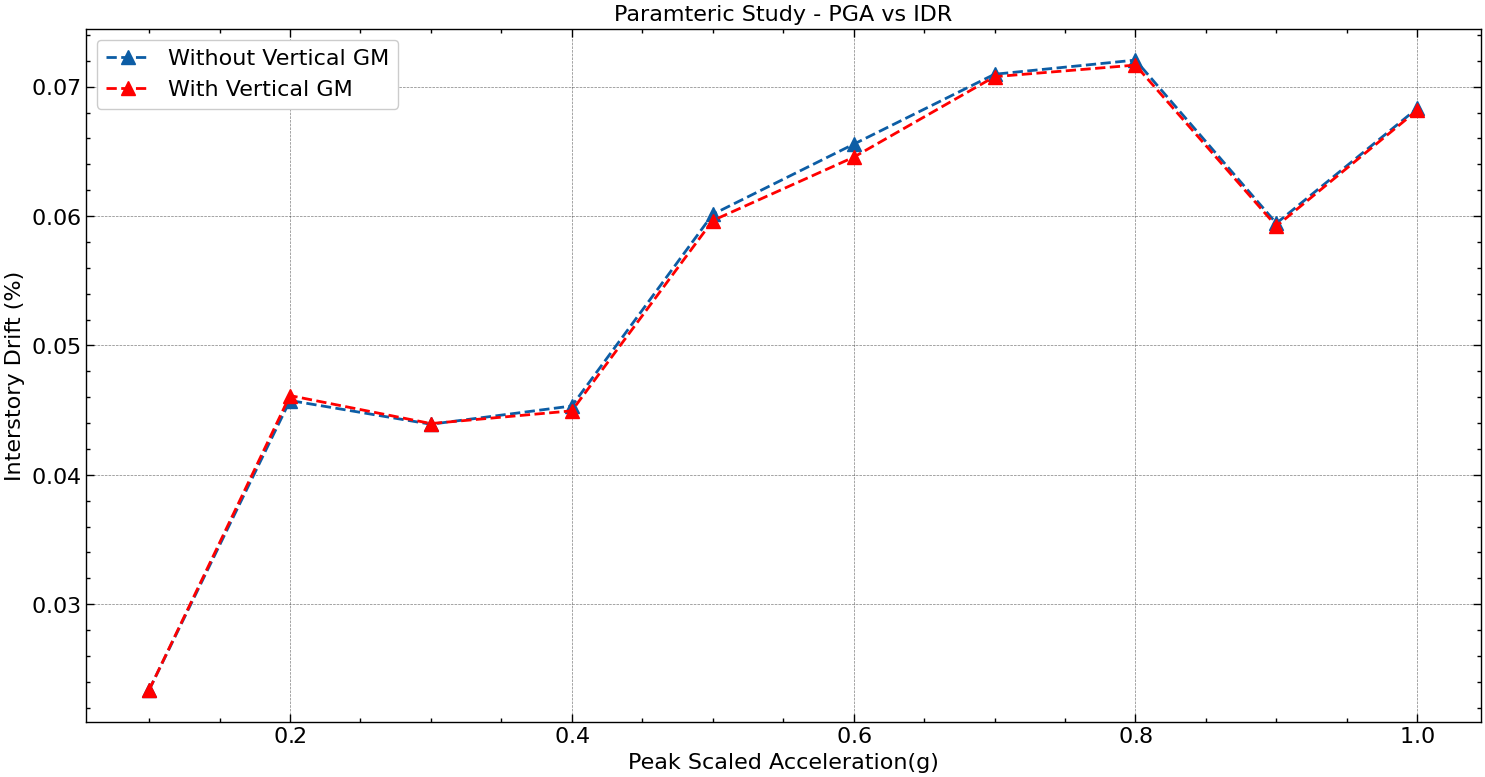 Paramteric Study - PGA vs IDR
Without Vertical GM
With Vertical GM
0.07
0.06
0.05
0.04
0.03
Interstory Drift (%)
0.2 0.4 0.6 0.8 1.0
Peak Scaled Acceleration(g)